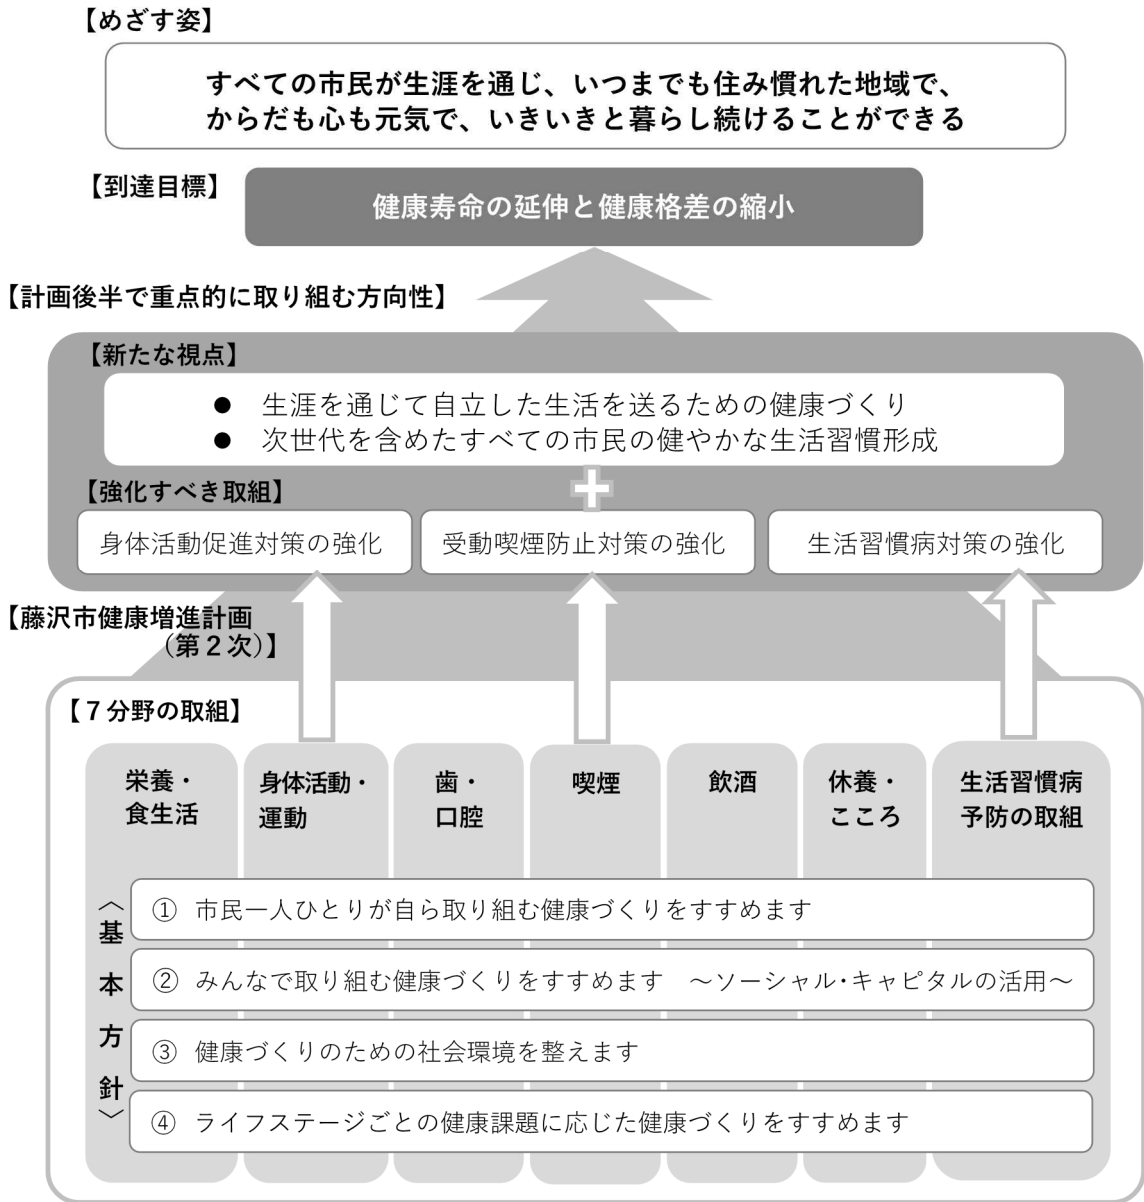 【めざす姿】
すべての市民が生涯を通じ、いつまでも住み慣れた地域で、
からだも心も元気で、いきいきと暮らし続けることができる
【到達目標】
健康寿命の延伸と健康格差の縮小
【計画後半で重点的に取り組む方向性】
【新たな視点】
● 生涯を通じて自立した生活を送るための健康づくり
● 次世代を含めたすべての市民の健やかな生活習慣形成
【強化すべき取組】
身体活動促進対策の強化
受動喫煙防止対策の強化
生活習慣病対策の強化
【藤沢市健康増進計画
(第２次)】
【７分野の取組】
栄養・
食生活
身体活動・
運動
歯・
口腔
喫煙
飲酒
休養・
こころ
生活習慣病
予防の取組
〈基本方針〉
① 市民一人ひとりが自ら取り組む健康づくりをすすめます
② みんなで取り組む健康づくりをすすめます　～ソーシャル･キャピタルの活用～
③ 健康づくりのための社会環境を整えます
④ ライフステージごとの健康課題に応じた健康づくりをすすめます